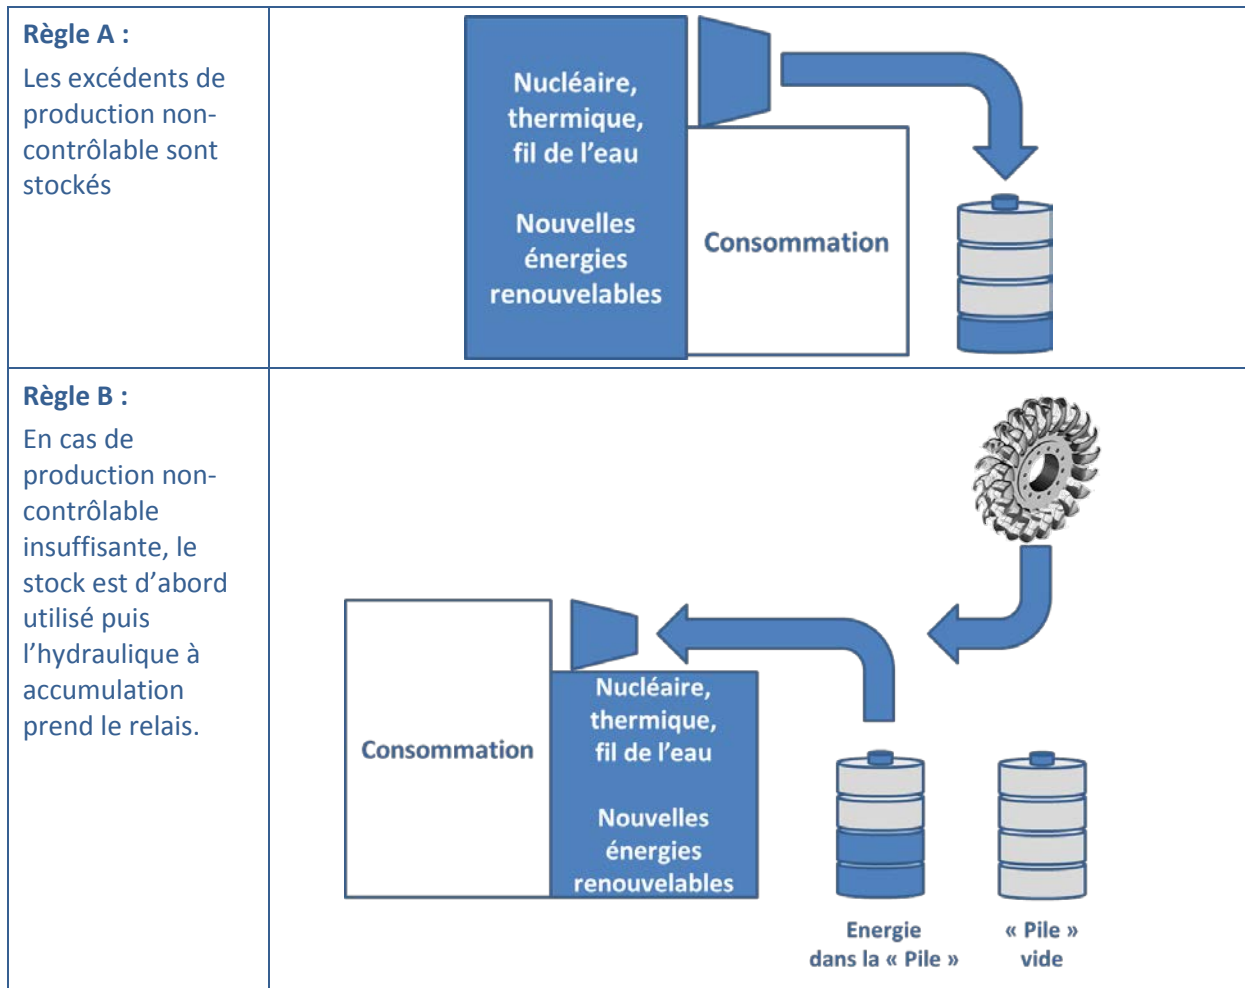 Règle A :
Les excédents de
production non-
contrôlable sont
stockés
Nucléaire,
thermique,
fil de l'eau
Nouvelles
énergies
renouvelables
Consommation
Règle B :
En cas de
production non-
contrôlable
insuffisante, le
stock est d'abord
utilisé puis
l'hydraulique à
accumulation
prend le relais.
Consommation
Nucléaire,
thermique,
fil de l'eau
Nouvelles
énergies
renouvelables
Energie
dans la « Pile »
« Pile »
vide